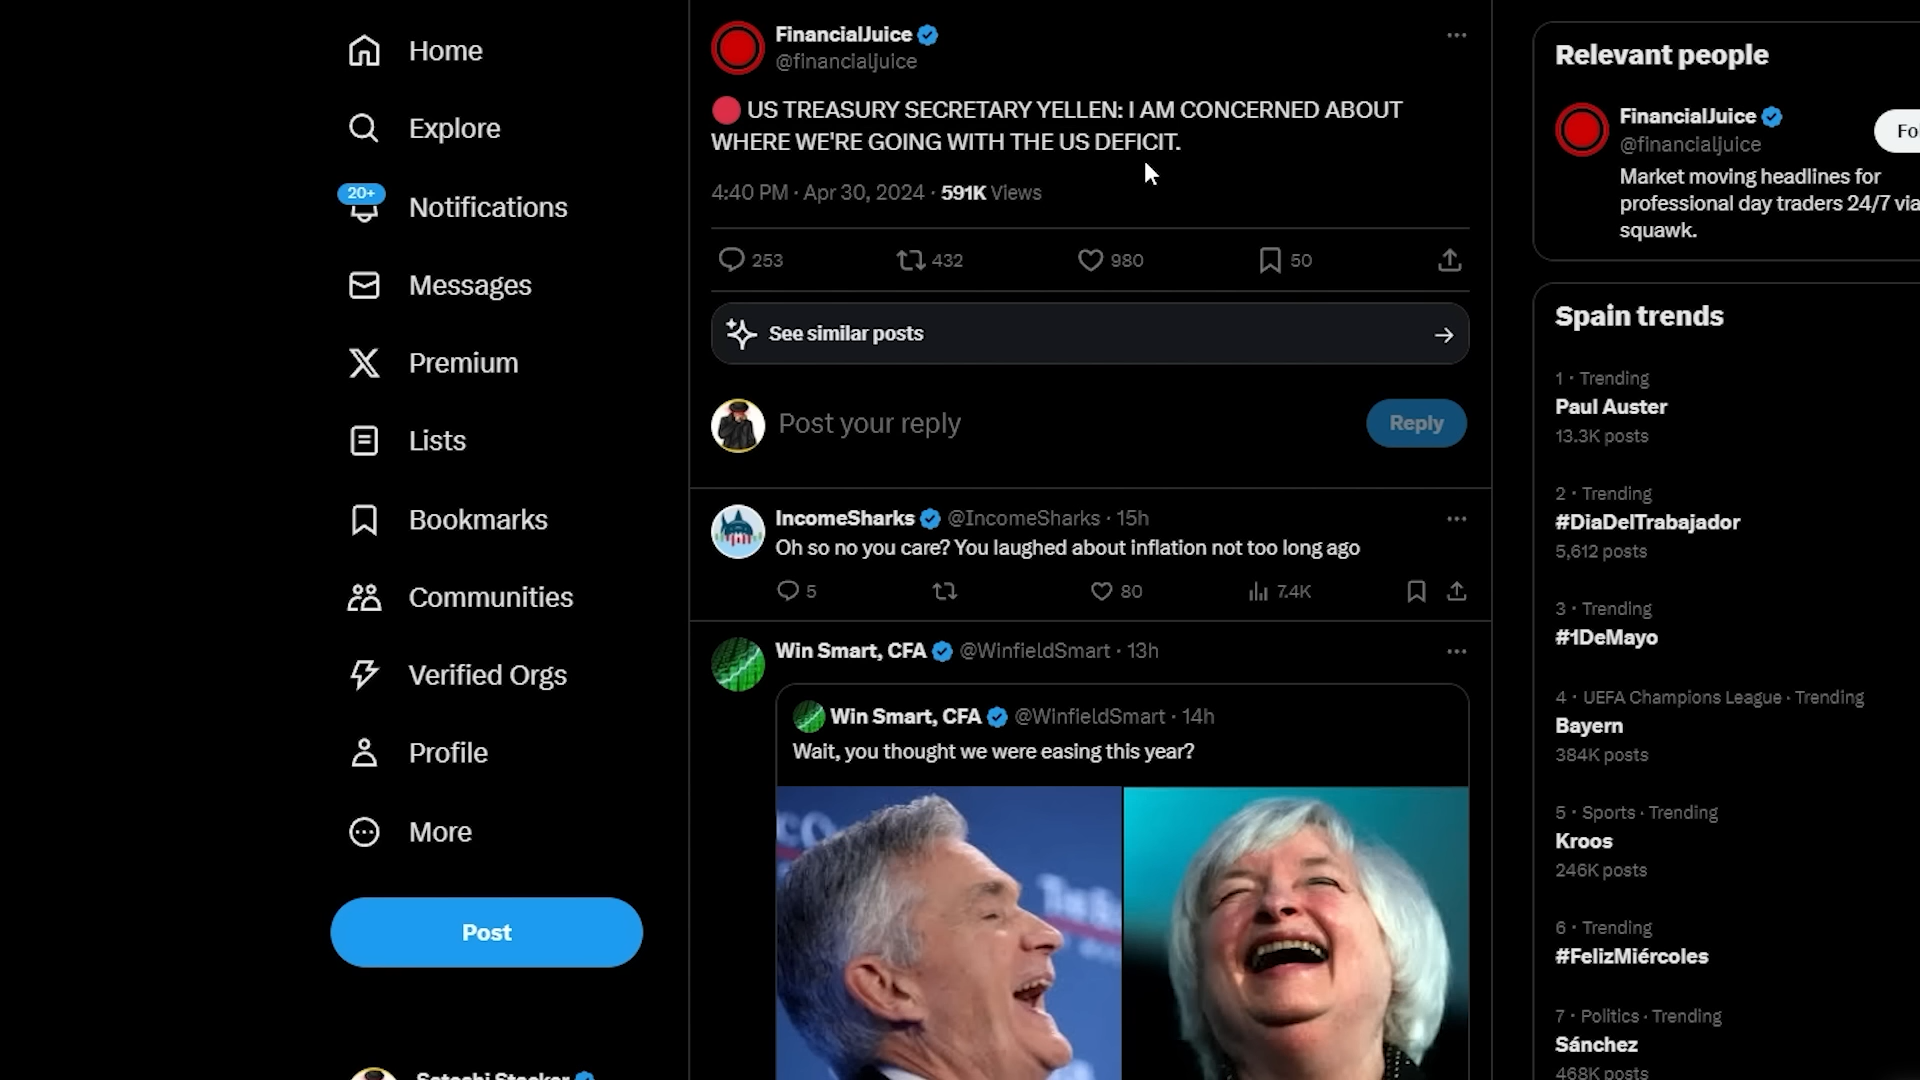 Home
Explore
20+
Notifications
Messages
Premium
Lists
Bookmarks
Communities
Verified Orgs
Profile
More
Post
FinancialJuice
@financialjuice
US TREASURY SECRETARY YELLEN: I AM CONCERNED ABOUT
WHERE WE'RE GOING WITH THE US DEFICIT.
4:40 PM · Apr 30, 2024 · 591K Views
253 432 980 50
See similar posts
Post your reply
Reply
IncomeSharks @IncomeSharks · 15h
Oh so no you care? You laughed about inflation not too long ago
5 80 7.4K
Win Smart, CFA @WinfieldSmart · 13h
Win Smart, CFA @WinfieldSmart · 14h
Wait, you thought we were easing this year?
Relevant people
FinancialJuice
Fol
@financialjuice
Market moving headlines for
professional day traders 24/7 via
squawk.
Spain trends
1 · Trending
Paul Auster
13.3K posts
2 · Trending
#DiaDelTrabajador
5,612 posts
3 · Trending
#1DeMayo
4 · UEFA Champions League · Trending
Bayern
384K posts
5 · Sports · Trending
Kroos
246K posts
6 · Trending
#FelizMiércoles
7 · Politics · Trending
Sánchez
468K posts